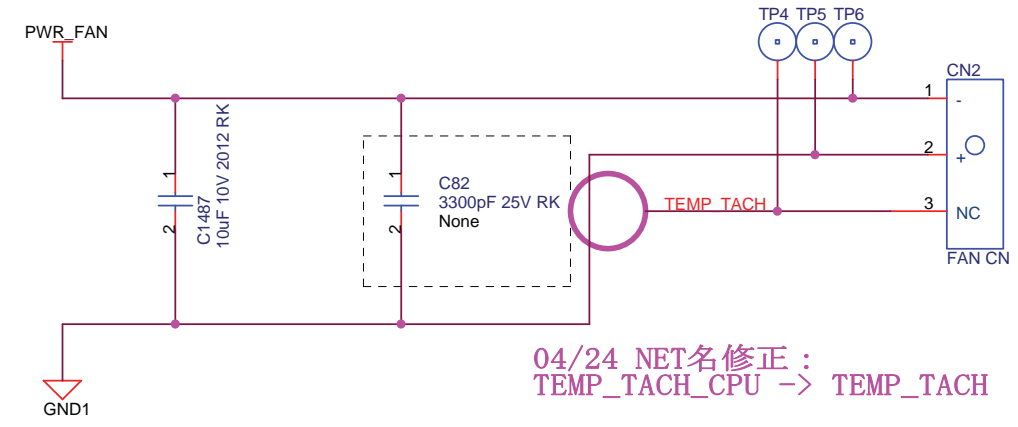 TP4 TP5 TP6
PWR_FAN
CN2
1
-
2
+
3
NC
FAN CN
1
2
C1487
10uF 10V 2012 RK
1
2
C82
3300pF 25V RK
None
TEMP_TACH
GND1
04/24 NET名修正：
TEMP_TACH_CPU -> TEMP_TACH